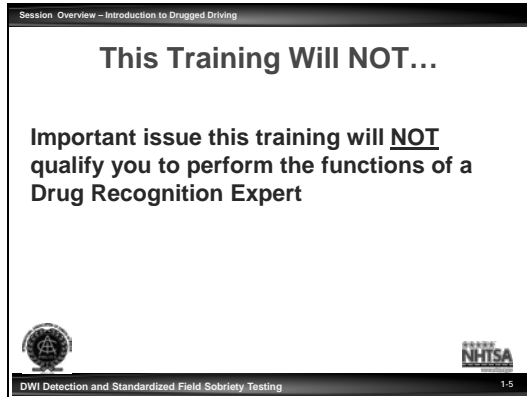 Session Overview – Introduction to Drugged Driving
This Training Will NOT…
Important issue this training will NOT
qualify you to perform the functions of a
Drug Recognition Expert
NHTSA
DWI Detection and Standardized Field Sobriety Testing
1-5